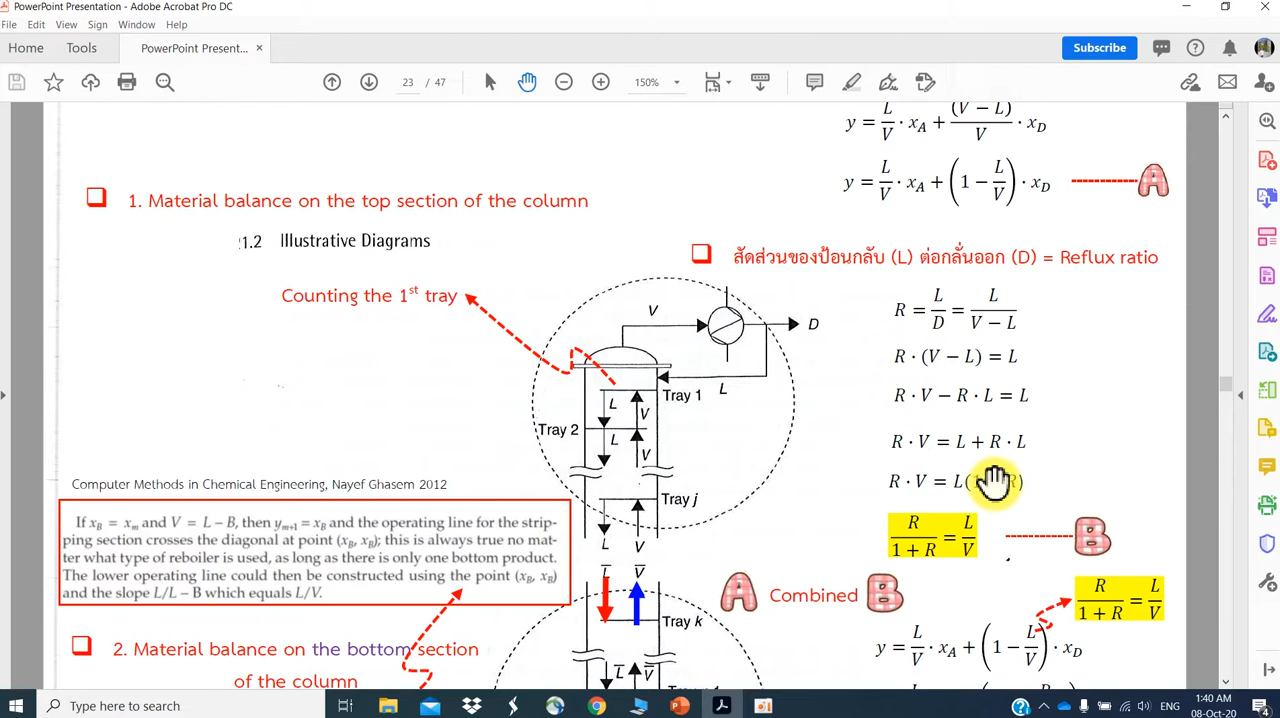 PowerPoint Presentation - Adobe Acrobat Pro DC
File Edit View Sign Window Help
Home Tools PowerPoint Present... × Subscribe
23 / 47 150%
y = L/V · x_A + (V − L)/V · x_D
y = L/V · x_A + (1 − L/V) · x_D A
1. Material balance on the top section of the column
1.2 Illustrative Diagrams
สัดส่วนของป้อนกลับ (L) ต่อกลั่นออก (D) = Reflux ratio
Counting the 1st tray
V
D
L
Tray 1
L
V
Tray 2
L
V
Tray j
L
V
L̅
V̅
Tray k
L̅
V̅
R = L/D = L/(V − L)
R · (V − L) = L
R · V − R · L = L
R · V = L + R · L
R · V = L(1 R)
R/(1 + R) = L/V B
Computer Methods in Chemical Engineering, Nayef Ghasem 2012
If x_B = x_m and V = L – B, then y_m+1 = x_B and the operating line for the strip-
ping section crosses the diagonal at point (x_B, x_B); this is always true no mat-
ter what type of reboiler is used, as long as there is only one bottom product.
The lower operating line could then be constructed using the point (x_B, x_B)
and the slope L/L – B which equals L/V.
A Combined B
R/(1 + R) = L/V
y = L/V · x_A + (1 − L/V) · x_D
2. Material balance on the bottom section
of the column
Type here to search
ENG
1:40 AM
08-Oct-20
4